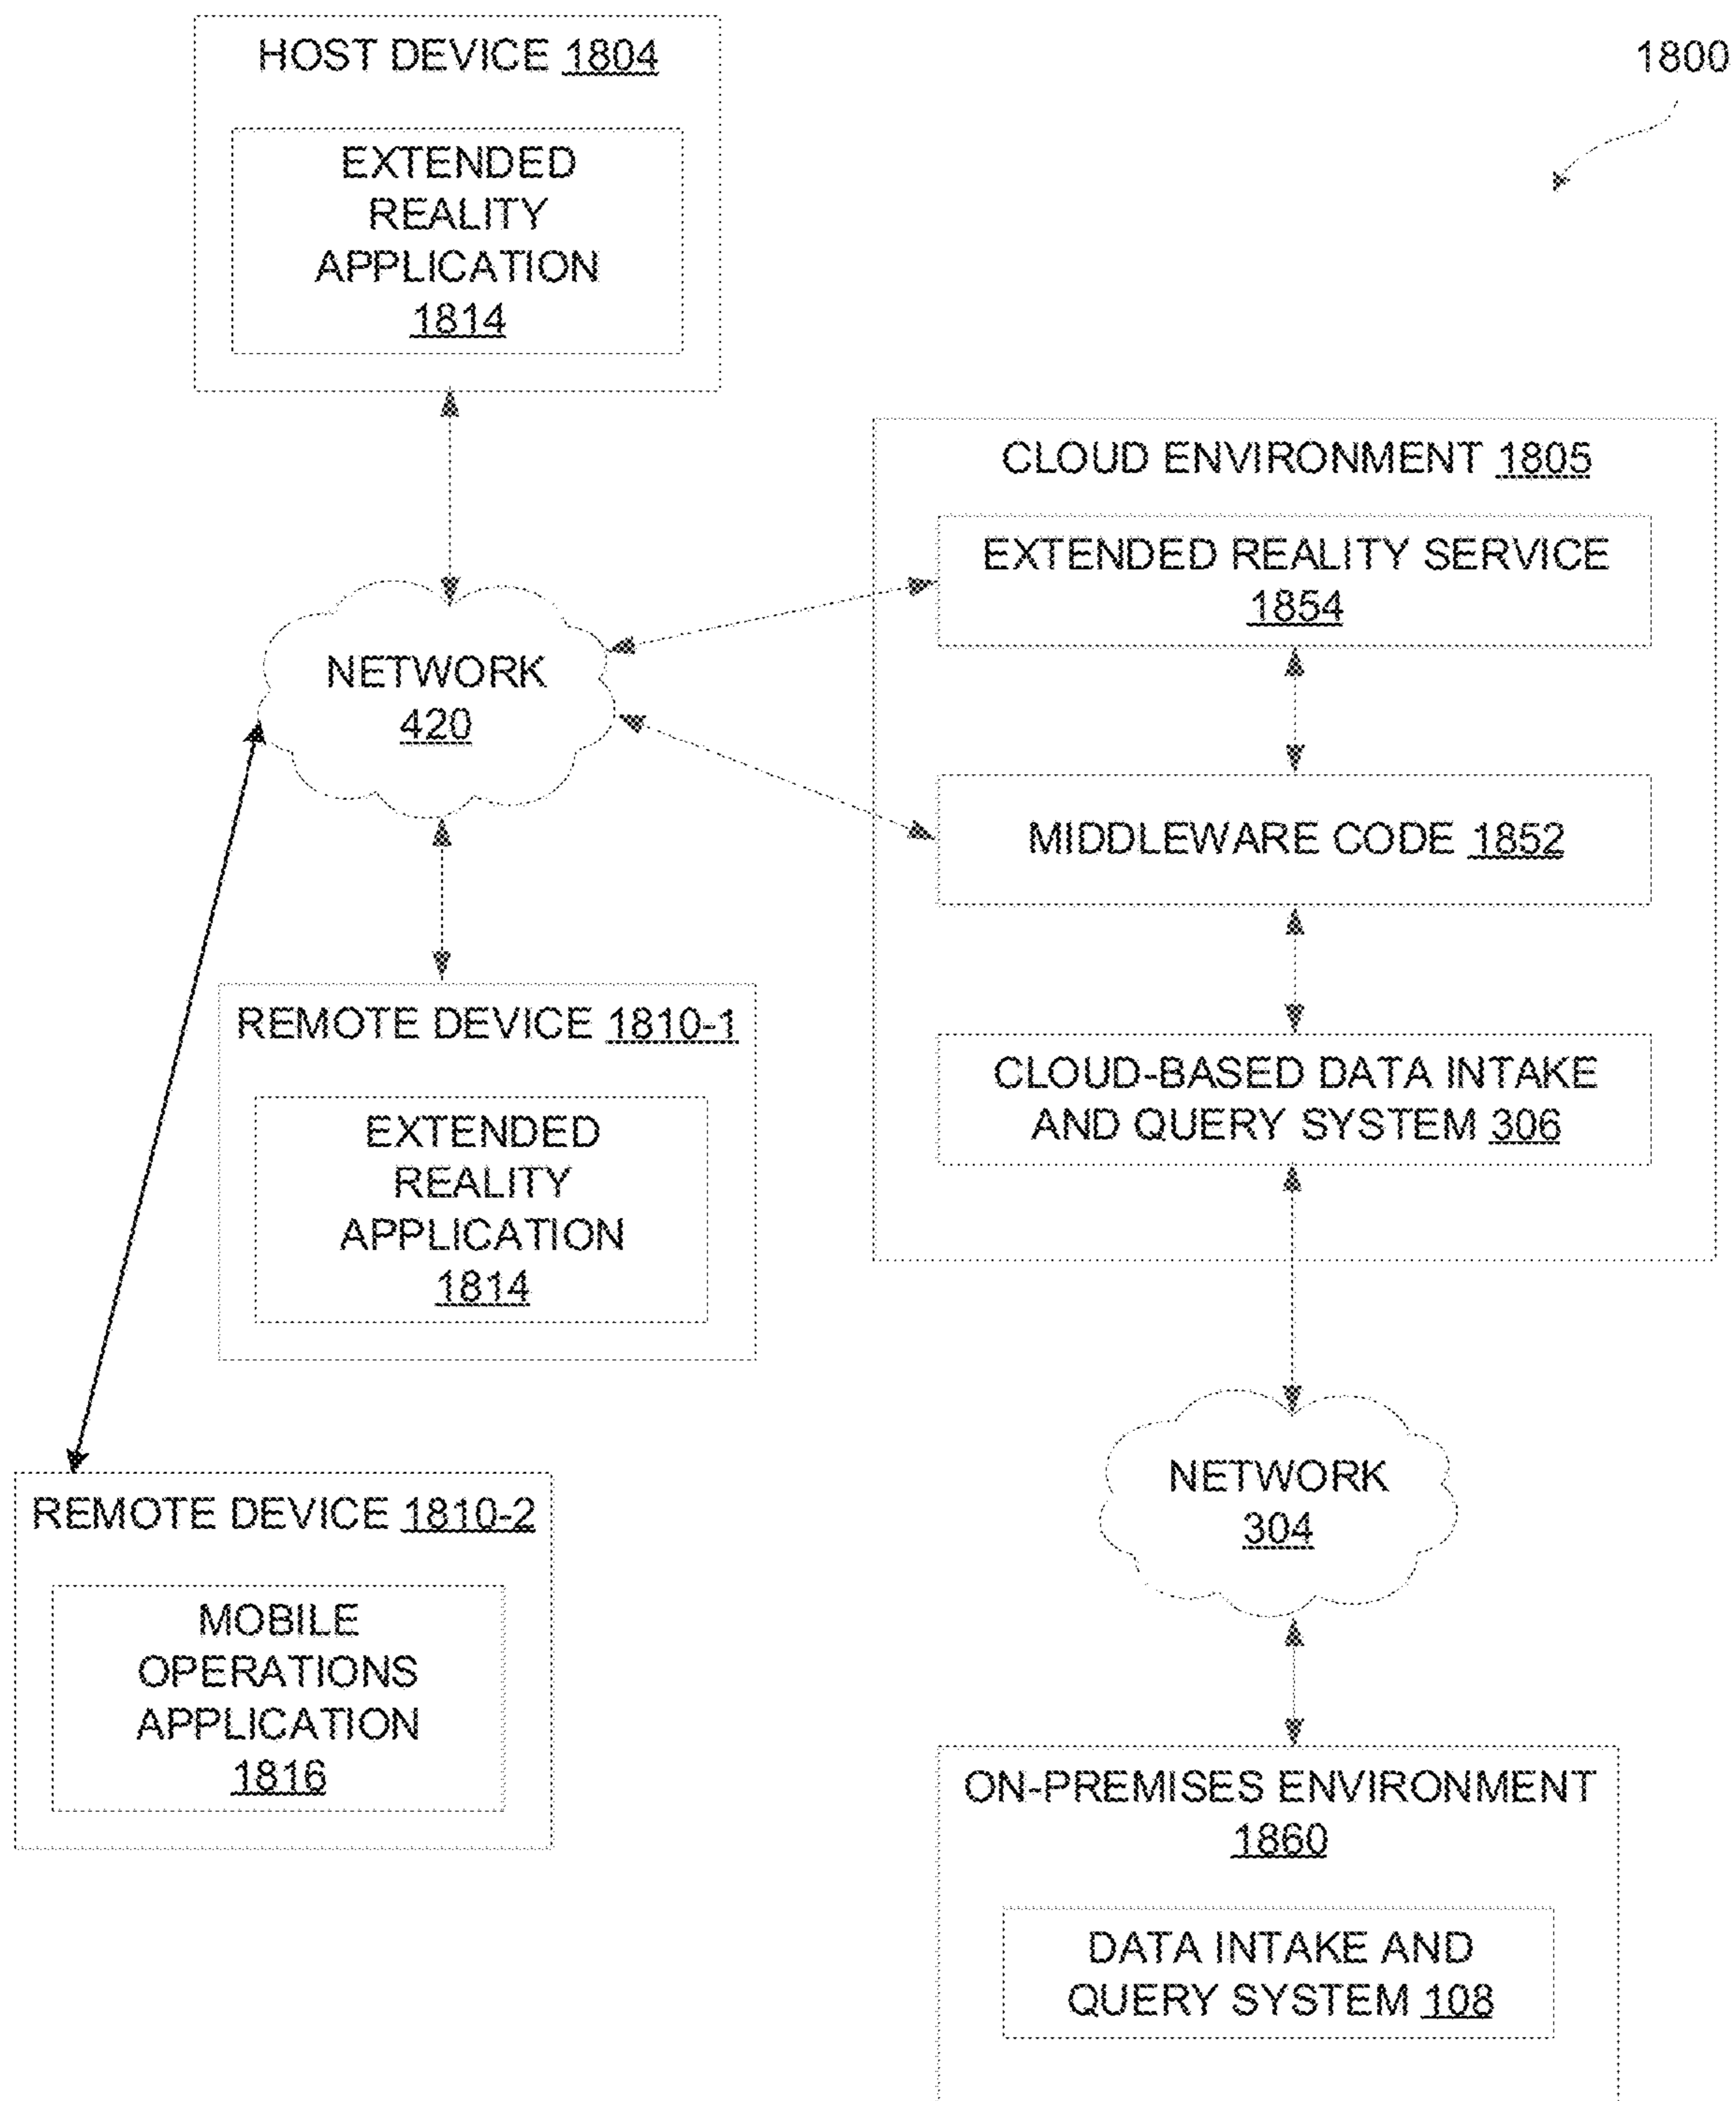 HOST DEVICE 1804
EXTENDED
REALITY
APPLICATION
1814
1800
CLOUD ENVIRONMENT 1805
EXTENDED REALITY SERVICE
1854
NETWORK
420
MIDDLEWARE CODE 1852
REMOTE DEVICE 1810-1
EXTENDED
REALITY
APPLICATION
1814
CLOUD-BASED DATA INTAKE
AND QUERY SYSTEM 306
NETWORK
304
REMOTE DEVICE 1810-2
MOBILE
OPERATIONS
APPLICATION
1816
ON-PREMISES ENVIRONMENT
1860
DATA INTAKE AND
QUERY SYSTEM 108